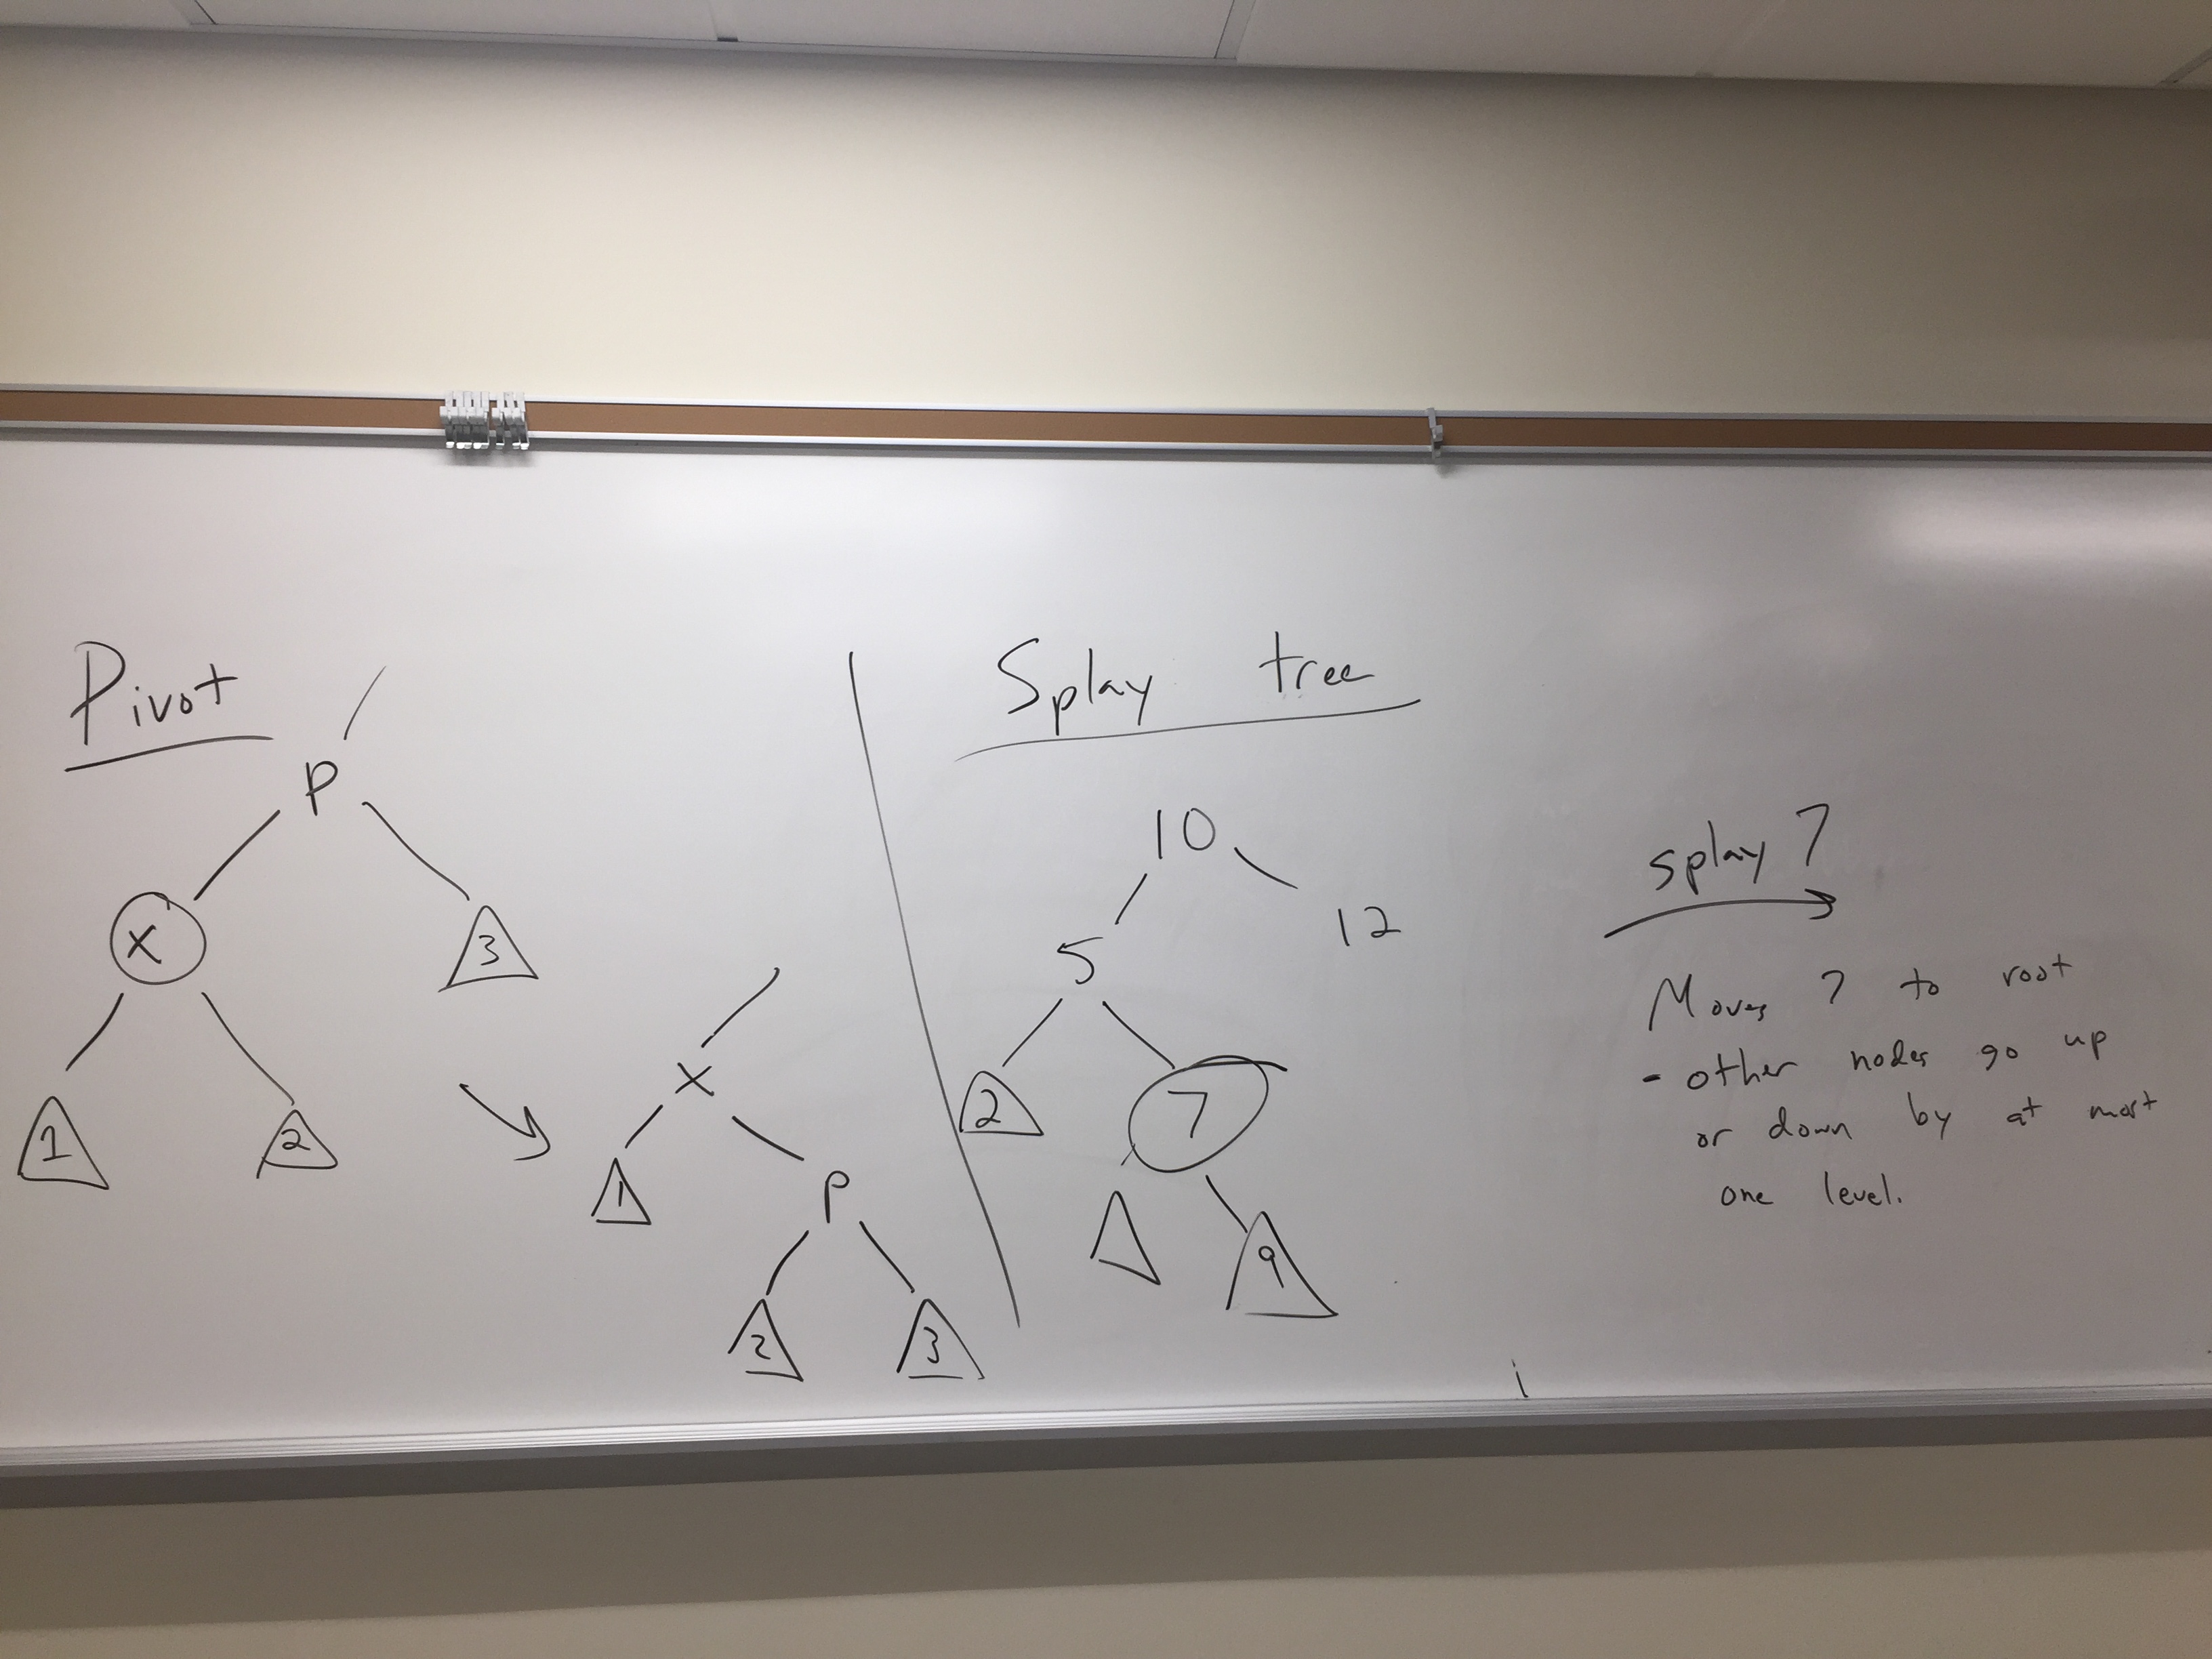 Pivot
P
X
3
1
2
X
1
P
2
3
Splay tree
10
5
12
2
7
9
splay 7
Moves 7 to root
- other nodes go up
or down by at most
one level.